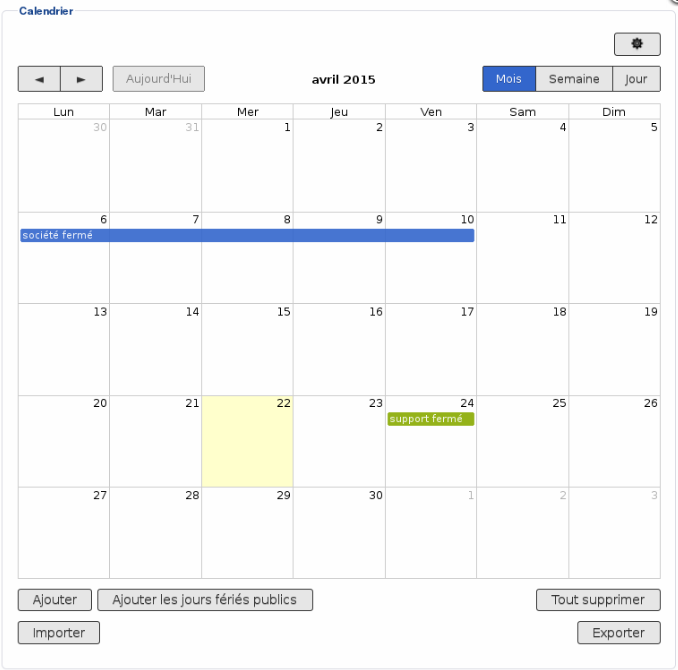 Calendrier
Aujourd'Hui avril 2015 Mois Semaine Jour
Lun Mar Mer Jeu Ven Sam Dim
30 31 1 2 3 4 5
6 7 8 9 10 11 12
société fermé
13 14 15 16 17 18 19
20 21 22 23 24 25 26
support fermé
27 28 29 30 1 2 3
Ajouter Ajouter les jours fériés publics Tout supprimer
Importer Exporter